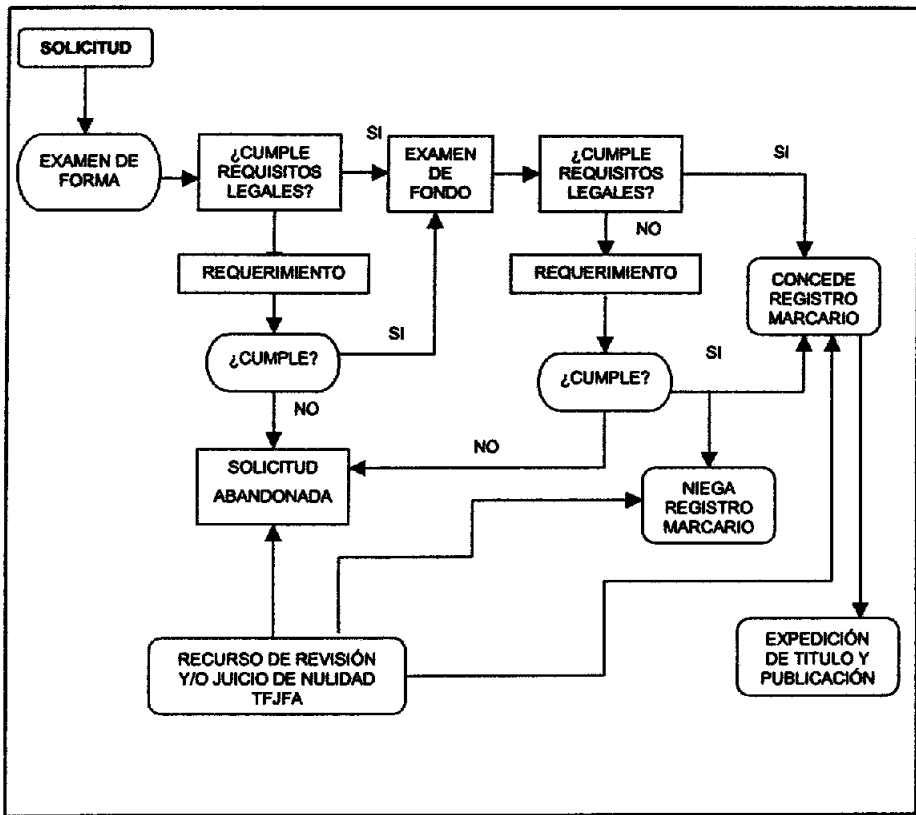 SOLICITUD
EXAMEN DE
FORMA
¿CUMPLE
REQUISITOS
LEGALES?
SI
EXAMEN
DE
FONDO
¿CUMPLE
REQUISITOS
LEGALES?
SI
NO
REQUERIMIENTO
REQUERIMIENTO
CONCEDE
REGISTRO
MARCARIO
¿CUMPLE?
SI
¿CUMPLE?
SI
NO
NO
SOLICITUD
ABANDONADA
NIEGA
REGISTRO
MARCARIO
RECURSO DE REVISIÓN
Y/O JUICIO DE NULIDAD
TFJFA
EXPEDICIÓN
DE TITULO Y
PUBLICACIÓN